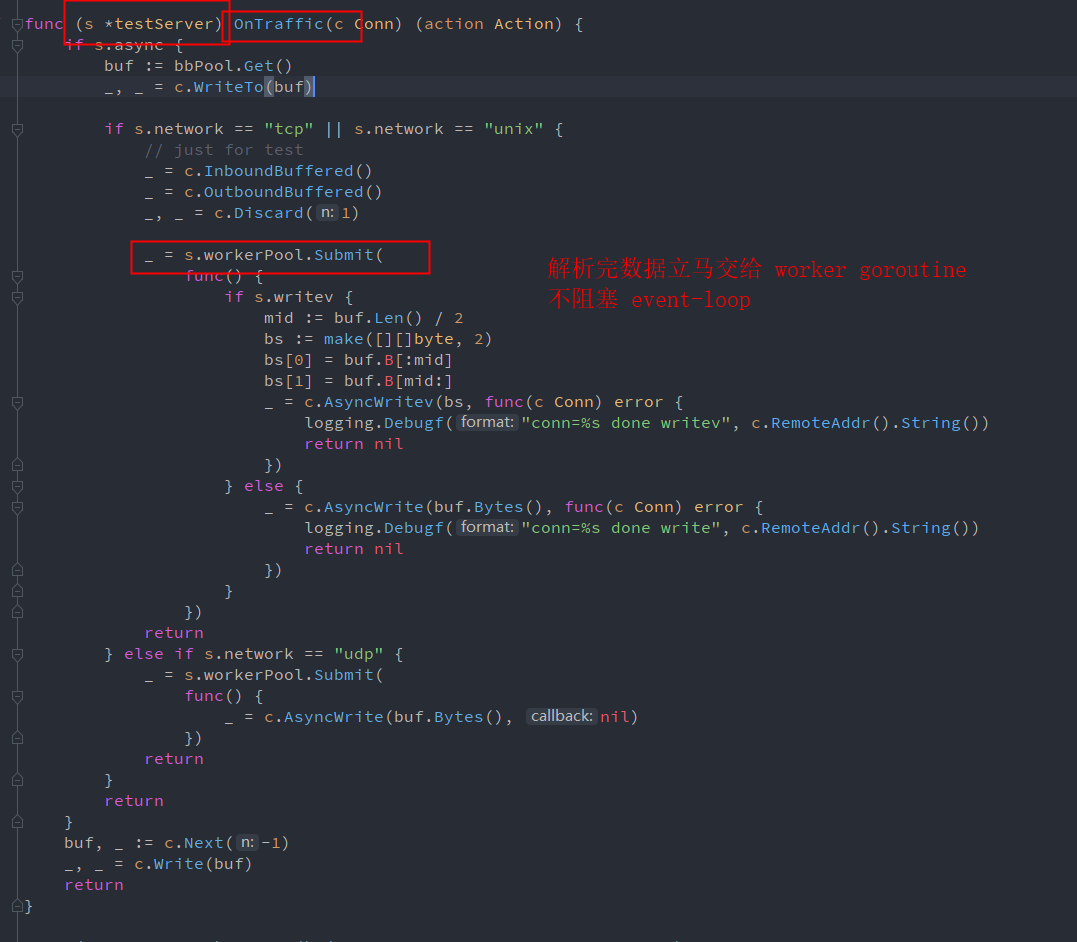 func (s *testServer) OnTraffic(c Conn) (action Action) {
if s.async {
buf := bbPool.Get()
_, _ = c.WriteTo(buf)
if s.network == "tcp" || s.network == "unix" {
// just for test
_ = c.InboundBuffered()
_ = c.OutboundBuffered()
_, _ = c.Discard( n: 1)
_ = s.workerPool.Submit(
func() {
解析完数据立马交给 worker goroutine
不阻塞 event-loop
if s.writev {
mid := buf.Len() / 2
bs := make([][]byte, 2)
bs[0] = buf.B[:mid]
bs[1] = buf.B[mid:]
_ = c.AsyncWritev(bs, func(c Conn) error {
logging.Debugf( format: "conn=%s done writev", c.RemoteAddr().String())
return nil
})
} else {
_ = c.AsyncWrite(buf.Bytes(), func(c Conn) error {
logging.Debugf( format: "conn=%s done write", c.RemoteAddr().String())
return nil
})
}
})
return
} else if s.network == "udp" {
_ = s.workerPool.Submit(
func() {
_ = c.AsyncWrite(buf.Bytes(), callback: nil)
})
return
}
return
}
buf, _ := c.Next( n: -1)
_, _ = c.Write(buf)
return
}